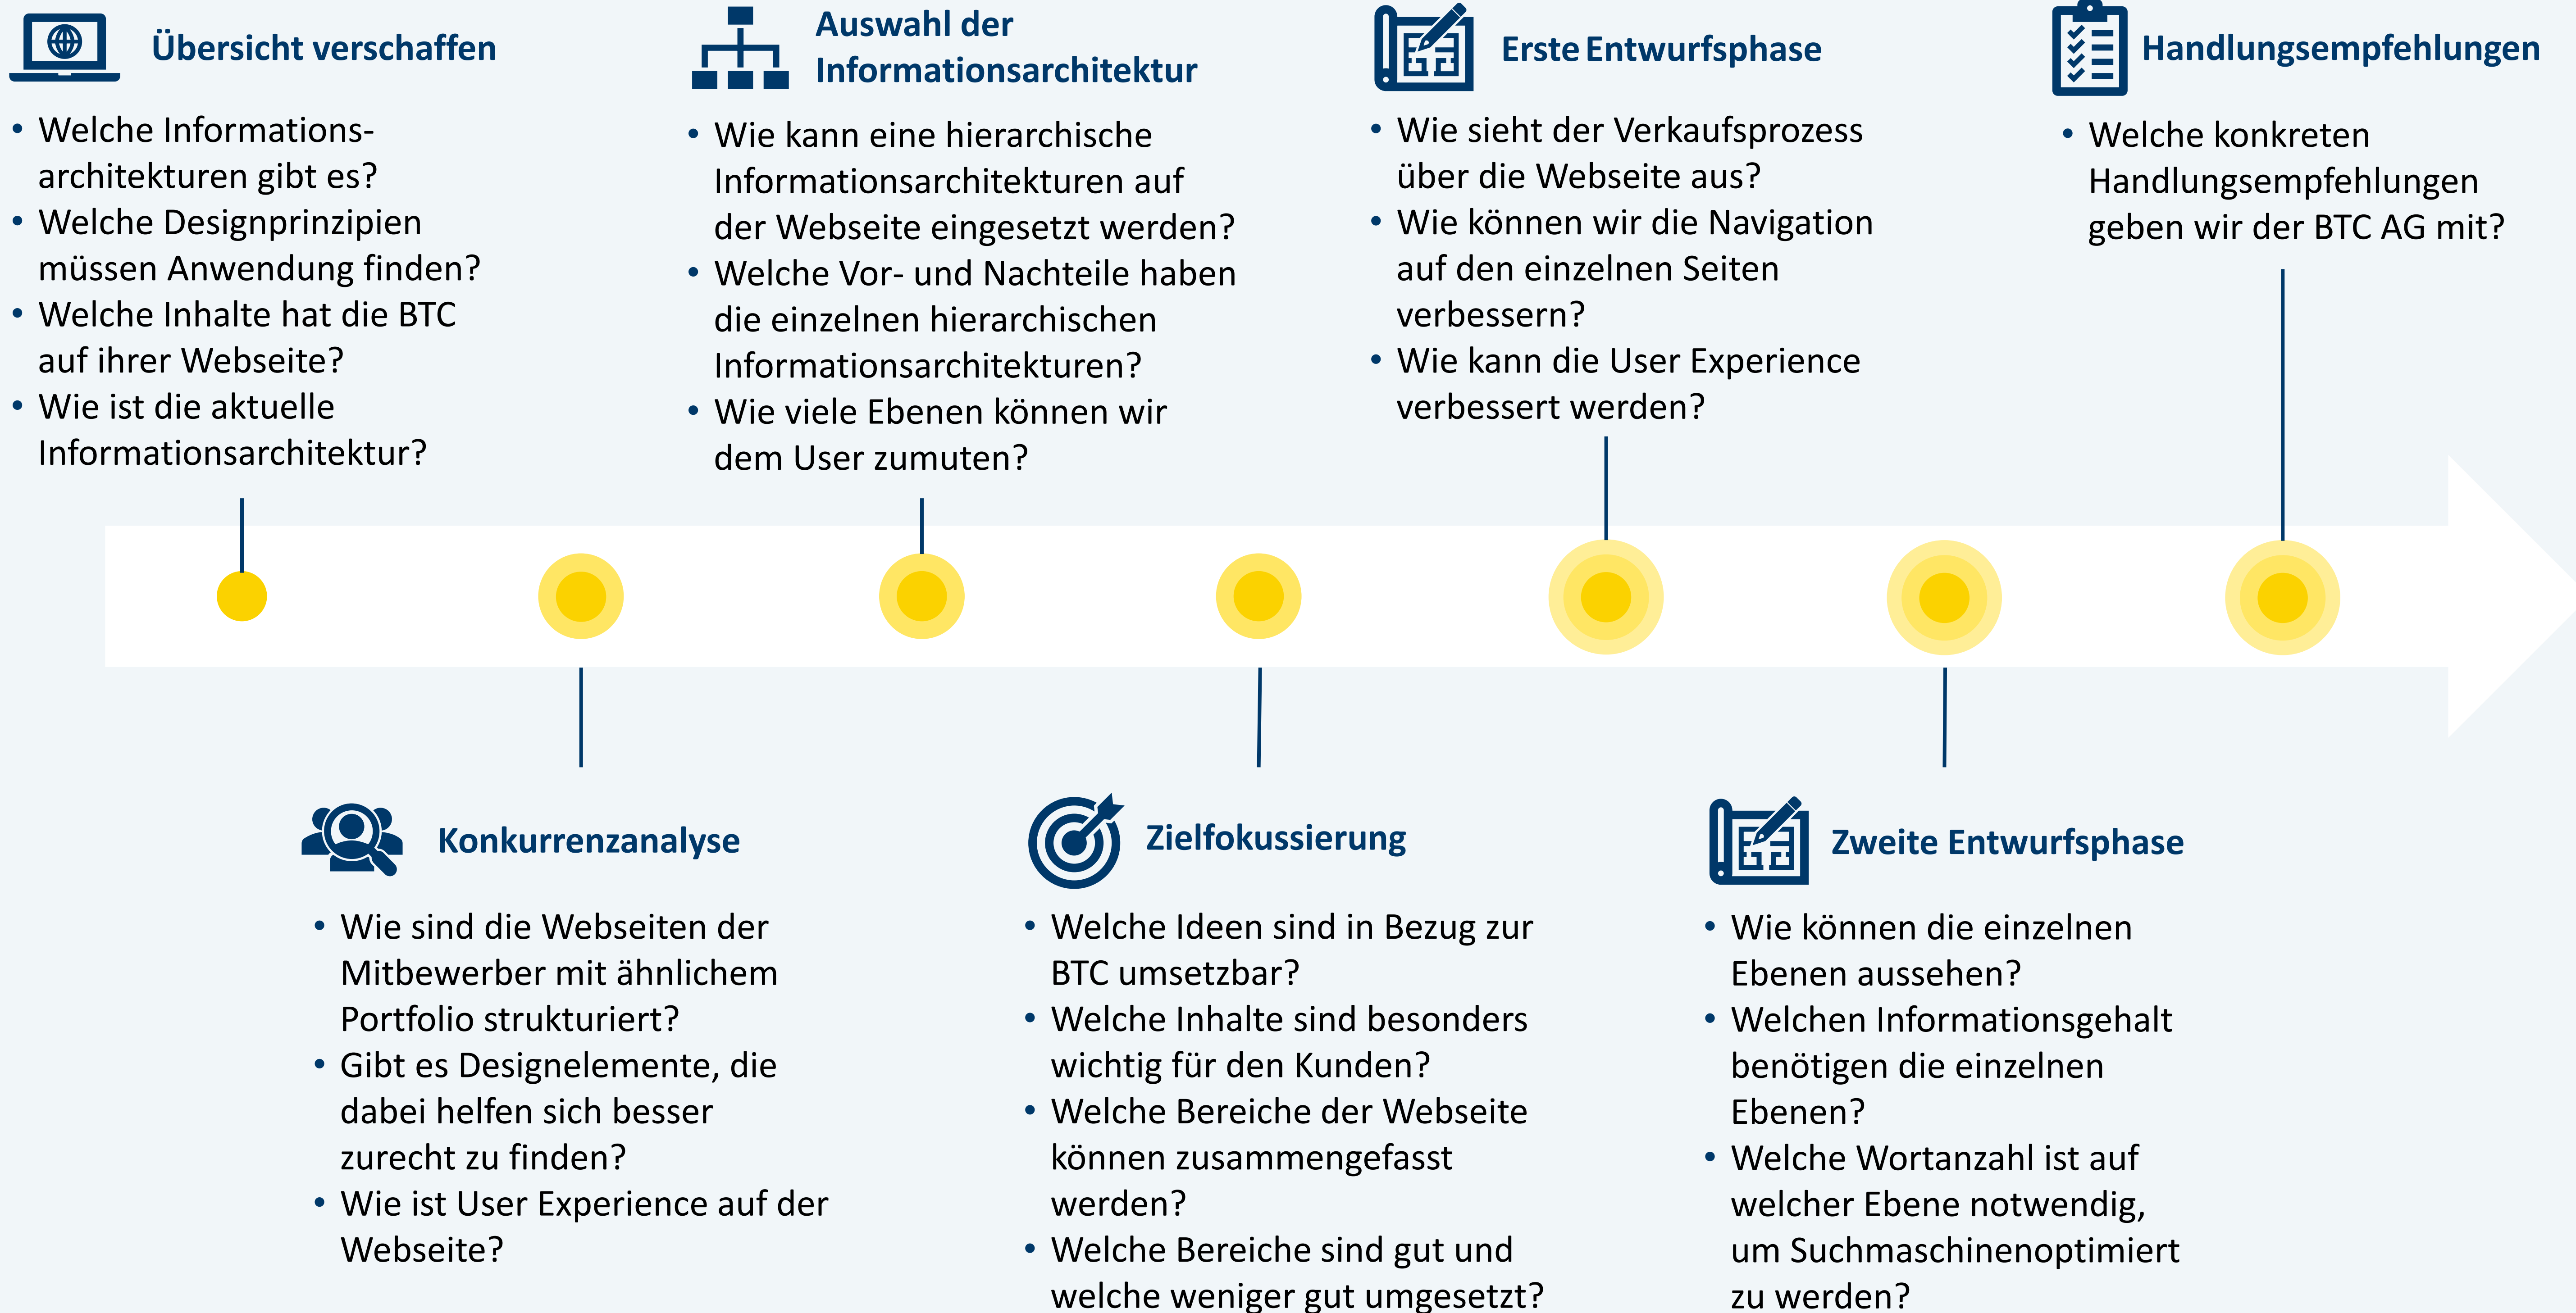 Übersicht verschaffen
• Welche Informations-
architekturen gibt es?
• Welche Designprinzipien
müssen Anwendung finden?
• Welche Inhalte hat die BTC
auf ihrer Webseite?
• Wie ist die aktuelle
Informationsarchitektur?
Konkurrenzanalyse
• Wie sind die Webseiten der
Mitbewerber mit ähnlichem
Portfolio strukturiert?
• Gibt es Designelemente, die
dabei helfen sich besser
zurecht zu finden?
• Wie ist User Experience auf der
Webseite?
Auswahl der
Informationsarchitektur
• Wie kann eine hierarchische
Informationsarchitekturen auf
der Webseite eingesetzt werden?
• Welche Vor- und Nachteile haben
die einzelnen hierarchischen
Informationsarchitekturen?
• Wie viele Ebenen können wir
dem User zumuten?
Zielfokussierung
• Welche Ideen sind in Bezug zur
BTC umsetzbar?
• Welche Inhalte sind besonders
wichtig für den Kunden?
• Welche Bereiche der Webseite
können zusammengefasst
werden?
• Welche Bereiche sind gut und
welche weniger gut umgesetzt?
Erste Entwurfsphase
• Wie sieht der Verkaufsprozess
über die Webseite aus?
• Wie können wir die Navigation
auf den einzelnen Seiten
verbessern?
• Wie kann die User Experience
verbessert werden?
Zweite Entwurfsphase
• Wie können die einzelnen
Ebenen aussehen?
• Welchen Informationsgehalt
benötigen die einzelnen
Ebenen?
• Welche Wortanzahl ist auf
welcher Ebene notwendig,
um Suchmaschinenoptimiert
zu werden?
Handlungsempfehlungen
• Welche konkreten
Handlungsempfehlungen
geben wir der BTC AG mit?